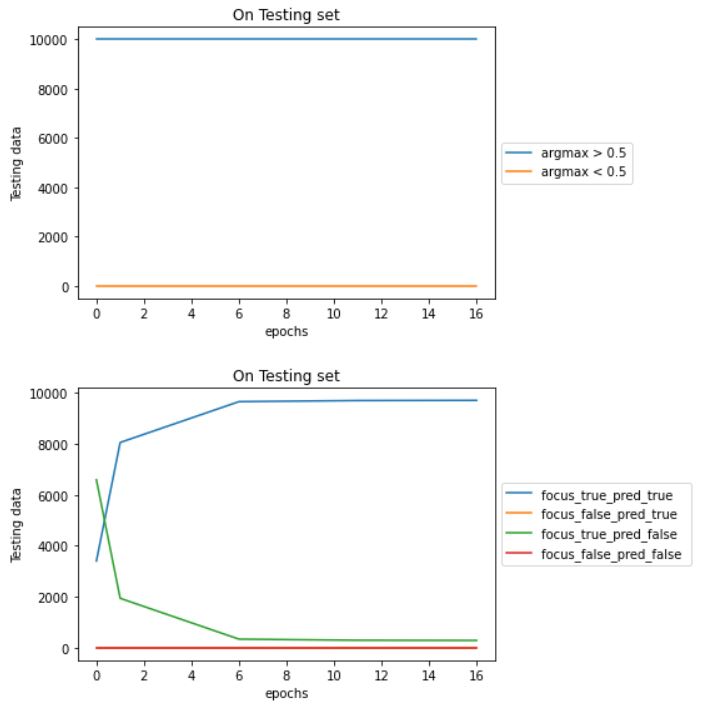 On Testing set
10000
8000
6000
4000
2000
0
Testing data
0 2 4 6 8 10 12 14 16
epochs
argmax > 0.5
argmax < 0.5
On Testing set
10000
8000
6000
4000
2000
0
Testing data
0 2 4 6 8 10 12 14 16
epochs
focus_true_pred_true
focus_false_pred_true
focus_true_pred_false
focus_false_pred_false